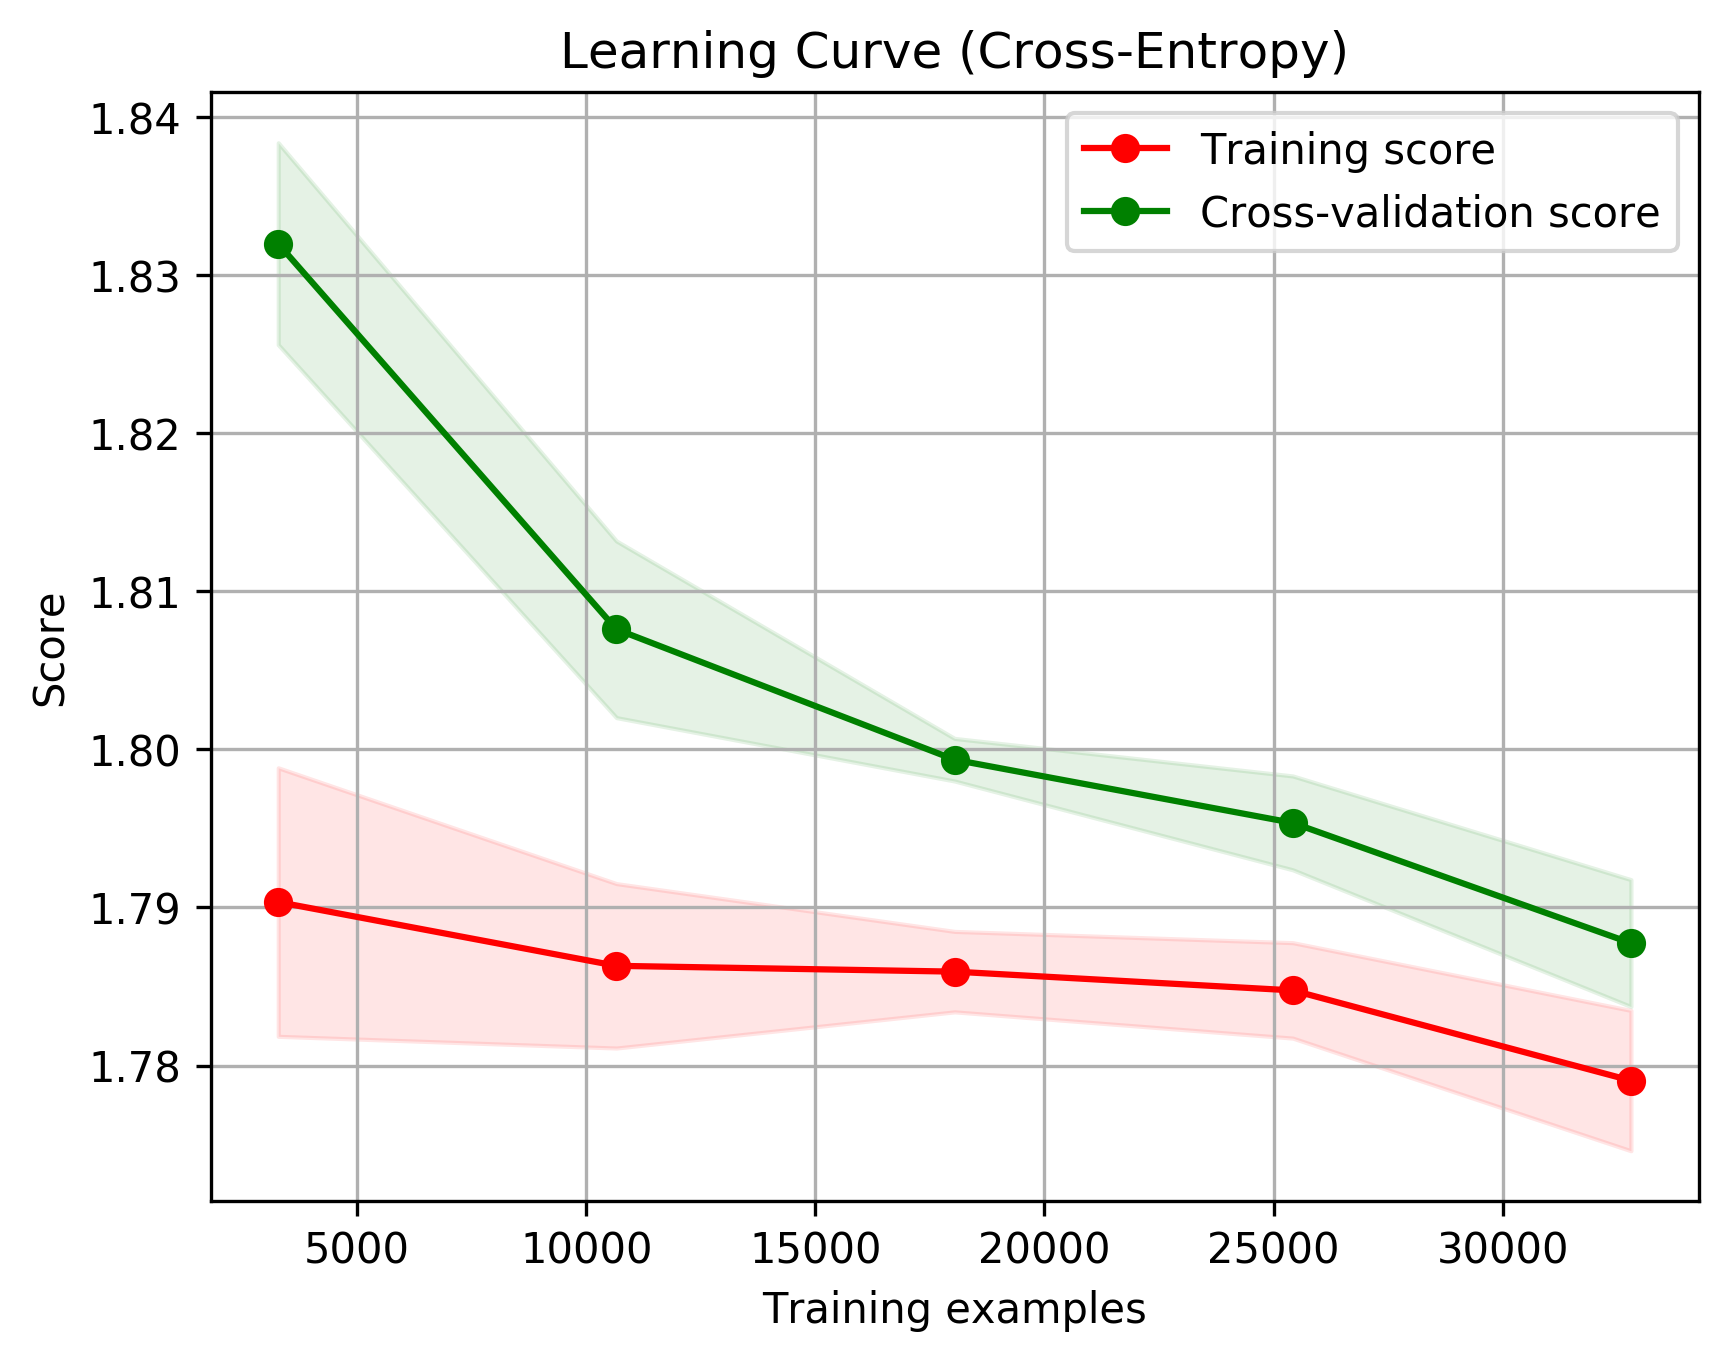 Learning Curve (Cross-Entropy)
Training score
Cross-validation score
1.84
1.83
1.82
1.81
1.80
1.79
1.78
Score
5000 10000 15000 20000 25000 30000
Training examples